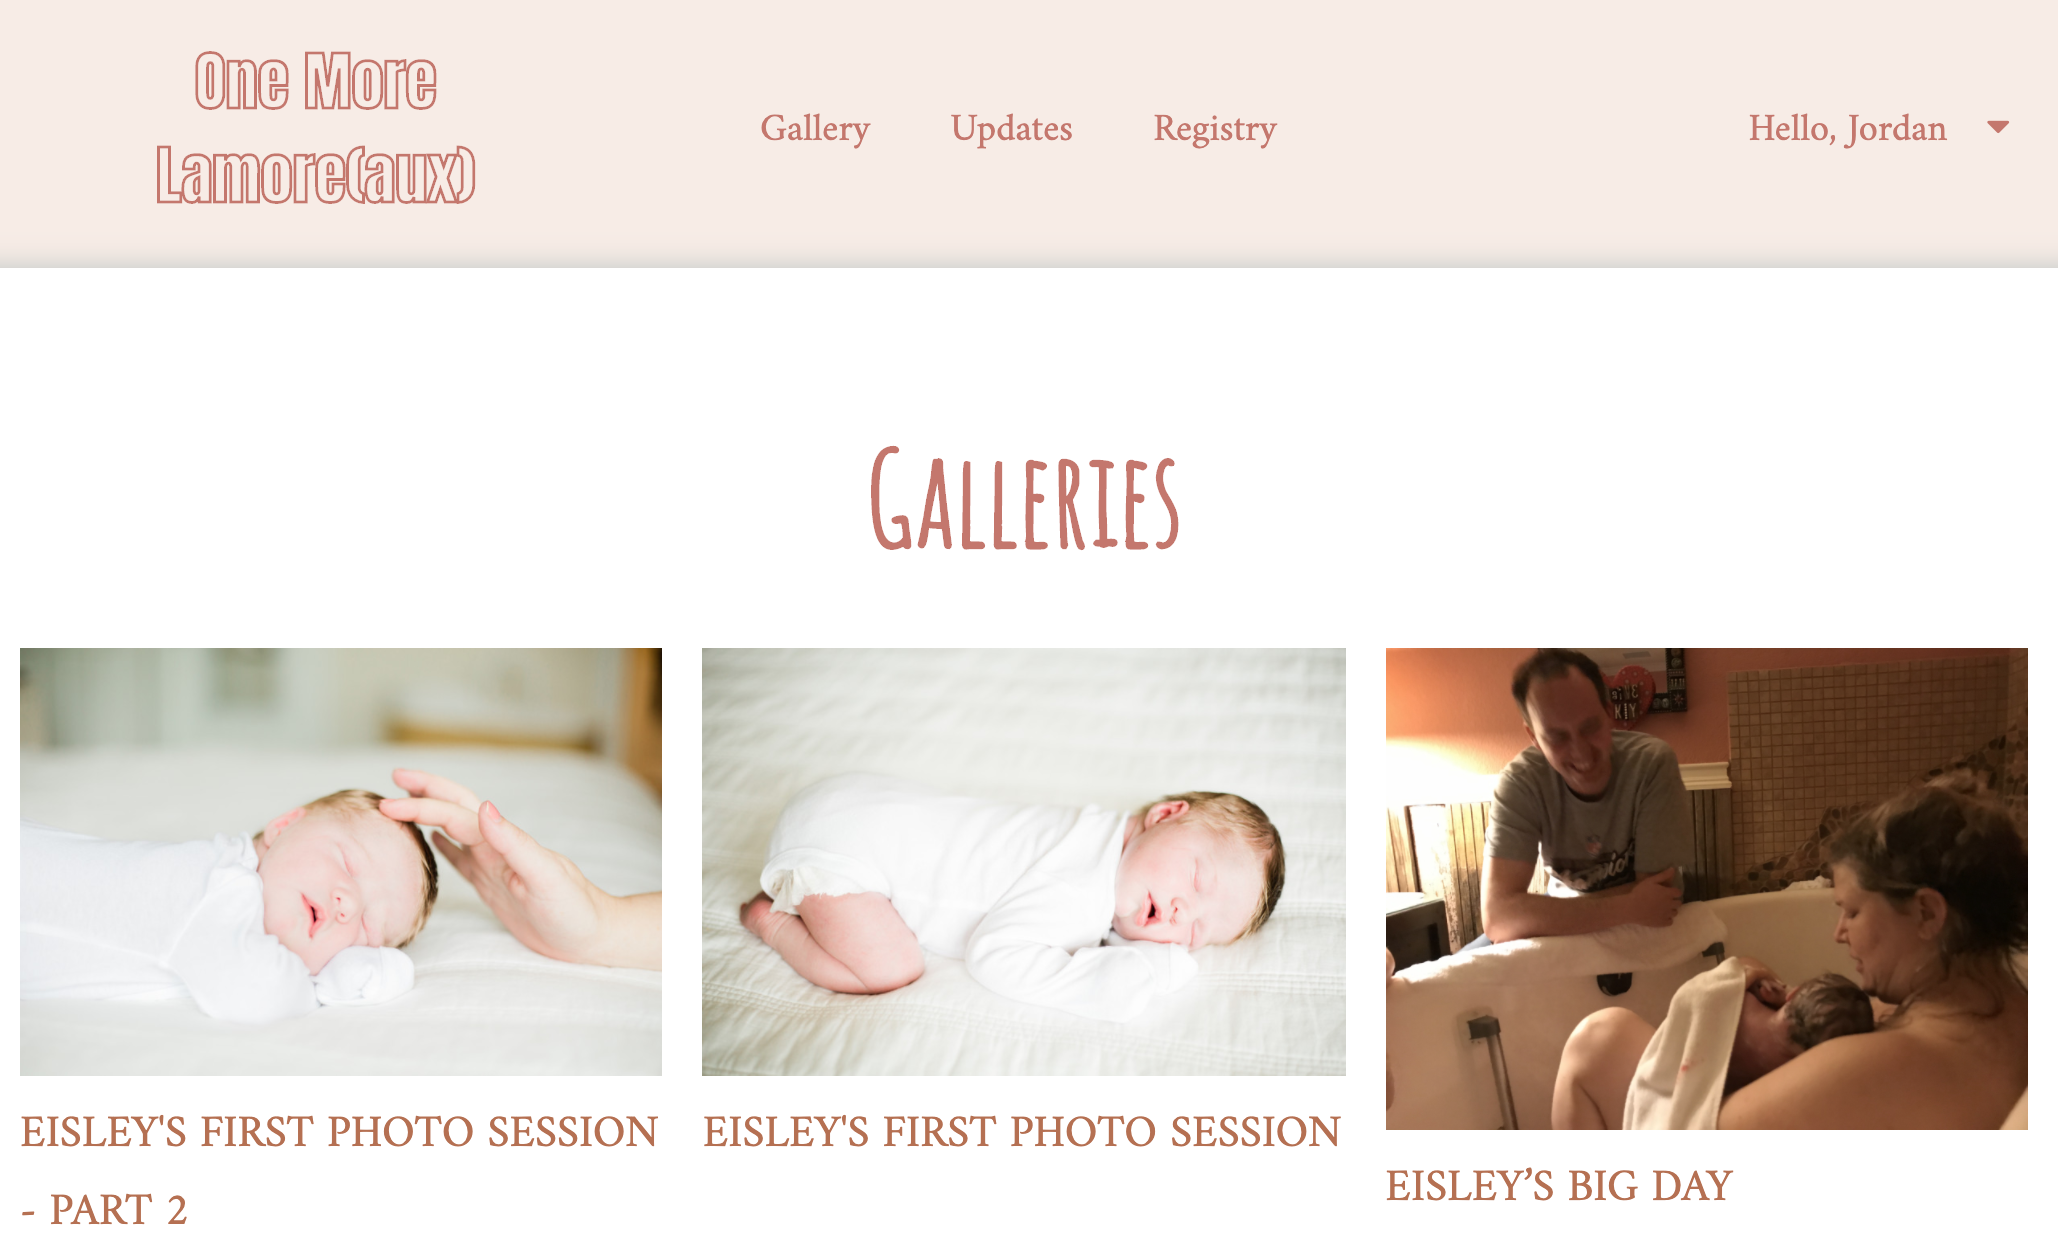 One More
Lamore(aux)
Gallery
Updates
Registry
Hello, Jordan
Galleries
EISLEY'S FIRST PHOTO SESSION
- PART 2
EISLEY'S FIRST PHOTO SESSION
EISLEY’S BIG DAY